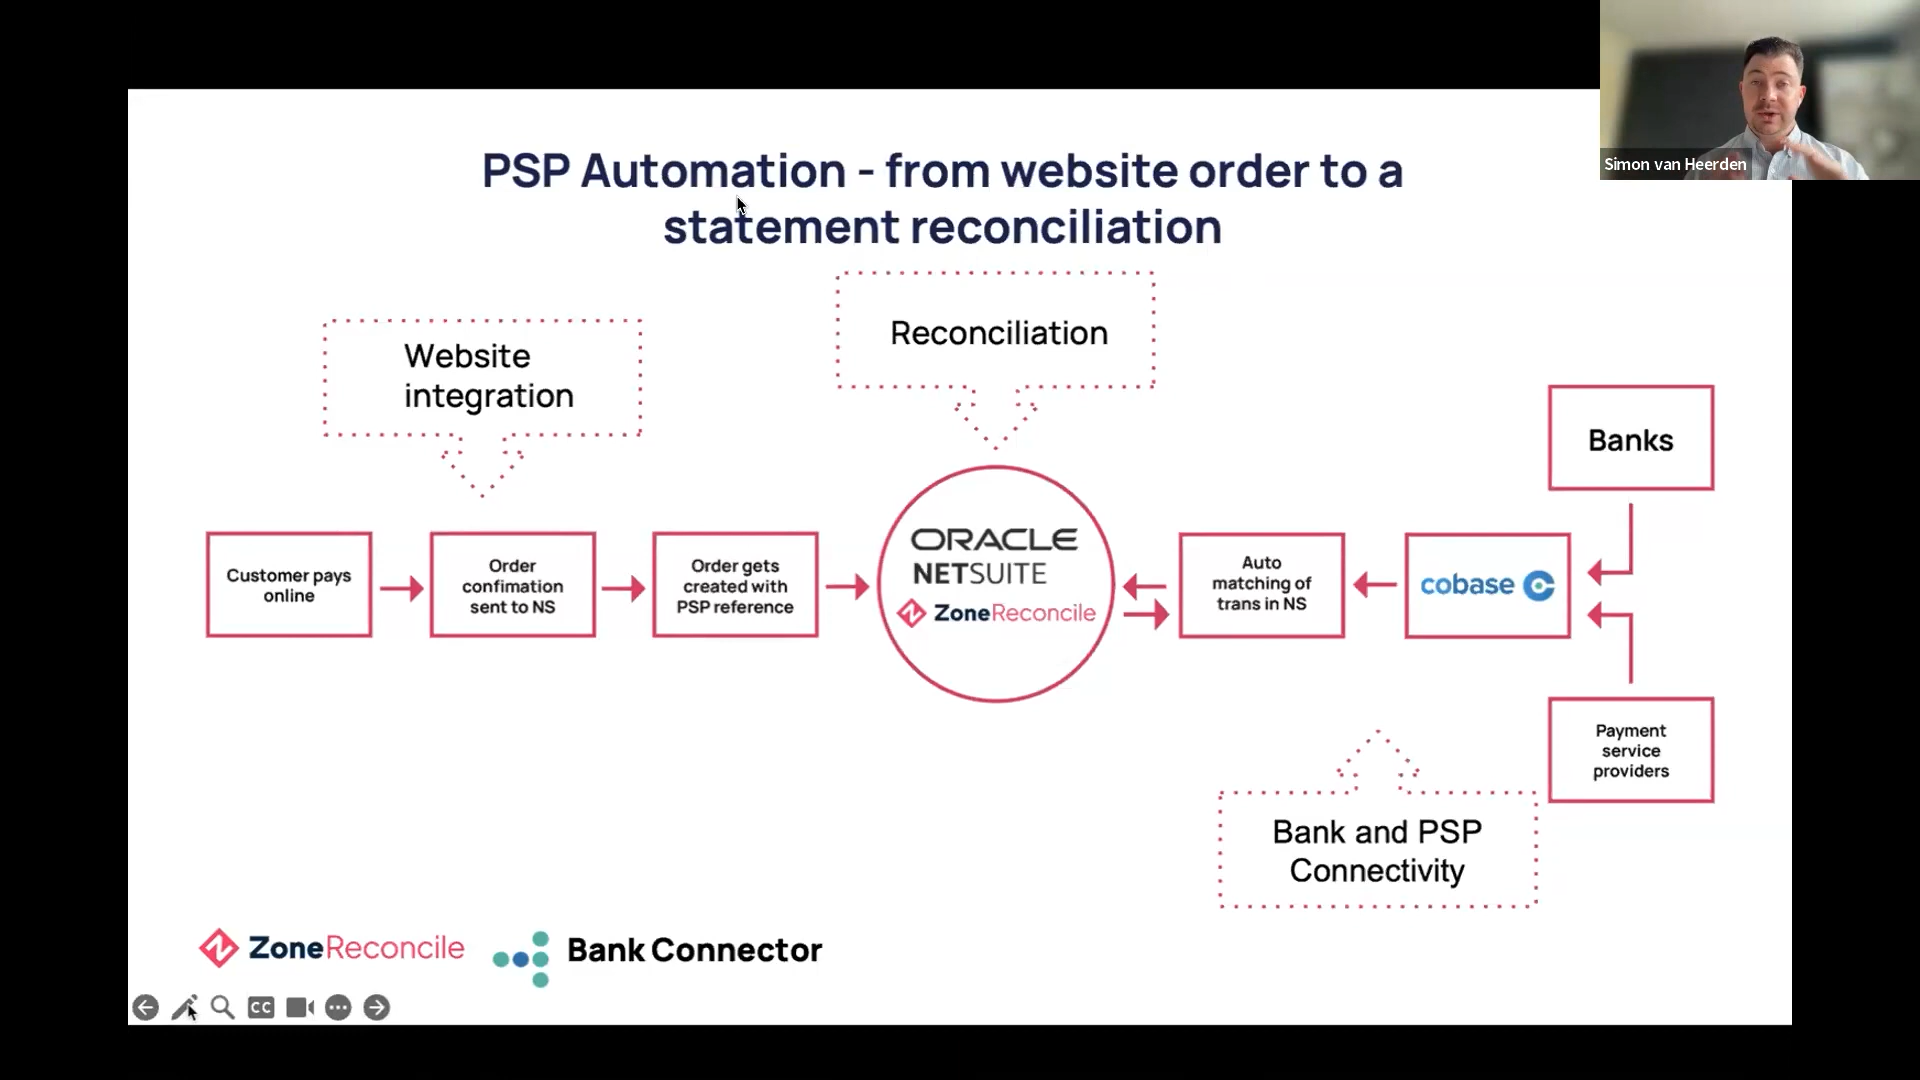 Simon van Heerden
PSP Automation - from website order to a
statement reconciliation
Website
integration
Reconciliation
Banks
Customer pays
online
Order
confimation
sent to NS
Order gets
created with
PSP reference
ORACLE
NETSUITE
ZoneReconcile
Auto
matching of
trans in NS
cobase
Payment
service
providers
Bank and PSP
Connectivity
ZoneReconcile
Bank Connector
CC